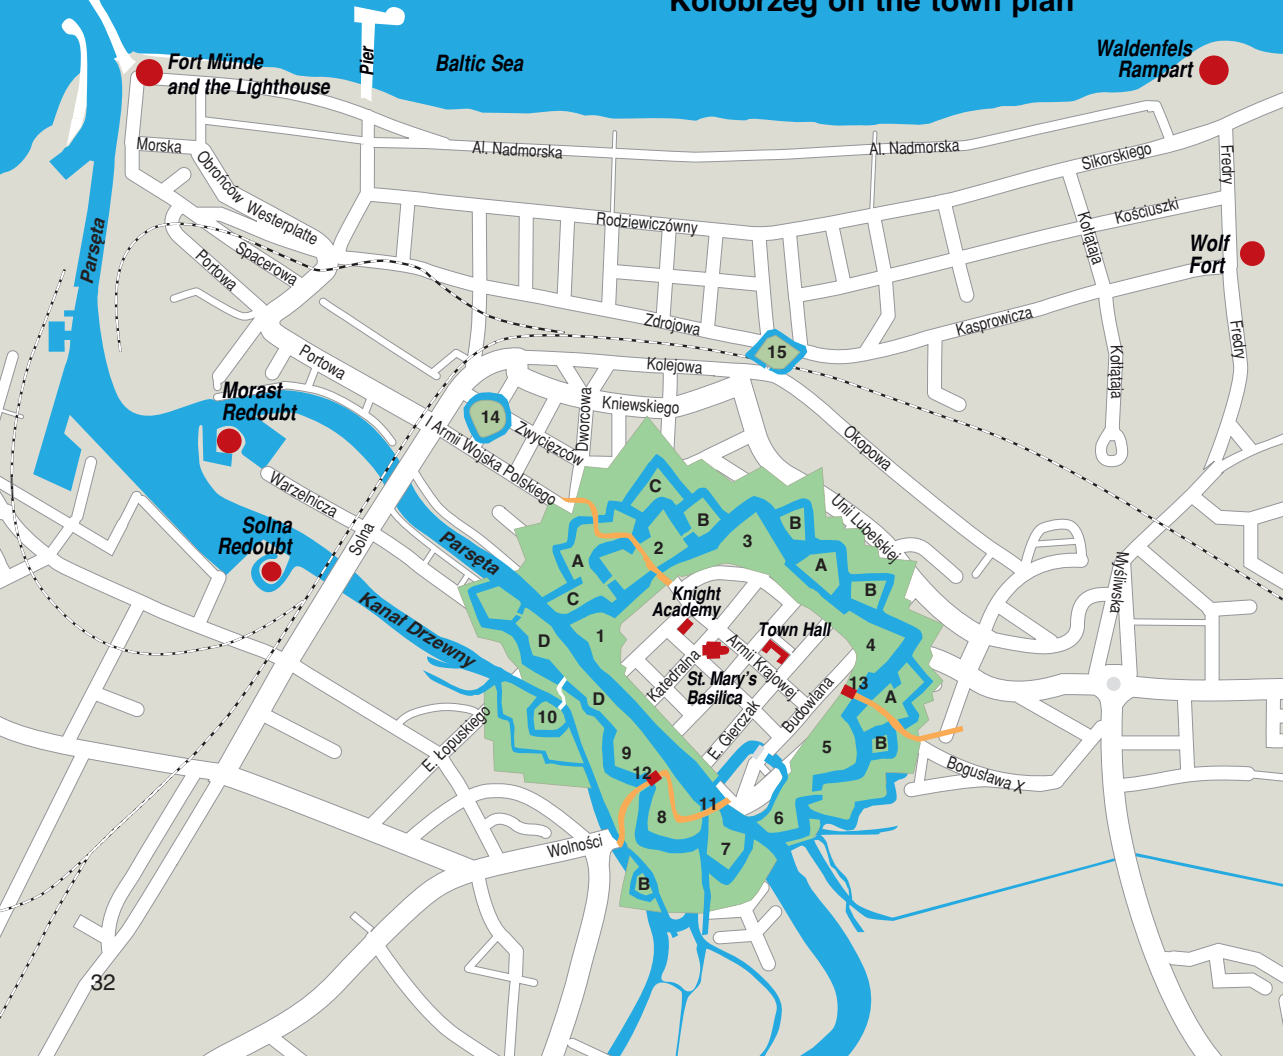 Kołobrzeg on the town plan
Waldenfels
Rampart
Fort Münde
and the Lighthouse
Pier
Baltic Sea
Morska
Al. Nadmorska
Al. Nadmorska
Sikorskiego
Fredry
Obrońców Westerplatte
Kościuszki
Rodziewiczówny
Kołłątaja
Parsęta
Wolf
Fort
Spacerowa
Portowa
Zdrojowa
Kasprowicza
Fredry
15
Kolejowa
Portowa
Kołłątaja
Morast
Redoubt
Kniewskiego
Dworcowa
14
I Armii Wojska Polskiego
Zwycięzców
Okopowa
Warzelnicza
C
B
B
Unii Lubelskiej
Solna
Redoubt
Solna
Parsęta
2
3
A
A
B
Myśliwska
Kanał Drzewny
C
Knight
Academy
Town Hall
D
1
4
Katedralna
Armii Krajowej
St. Mary's
Basilica
13
A
D
10
E. Łopuskiego
E. Gierczak
Budowlana
9
5
B
12
Bogusława X
11
8
6
Wolności
7
B
32